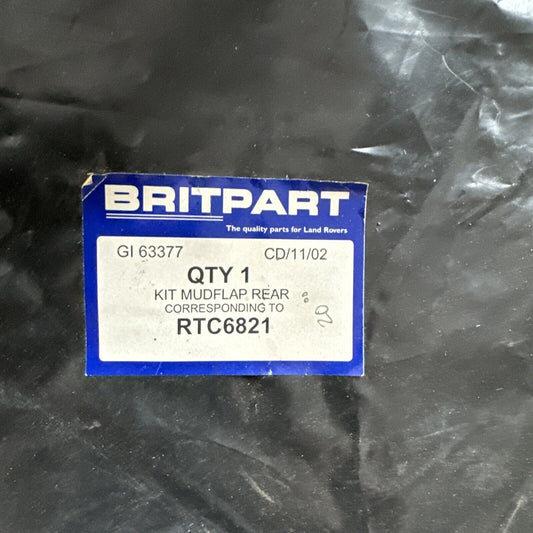 BRITPART
The quality parts for Land Rovers
GI 63377 CD/11/02
QTY 1
KIT MUDFLAP REAR
CORRESPONDING TO
RTC6821